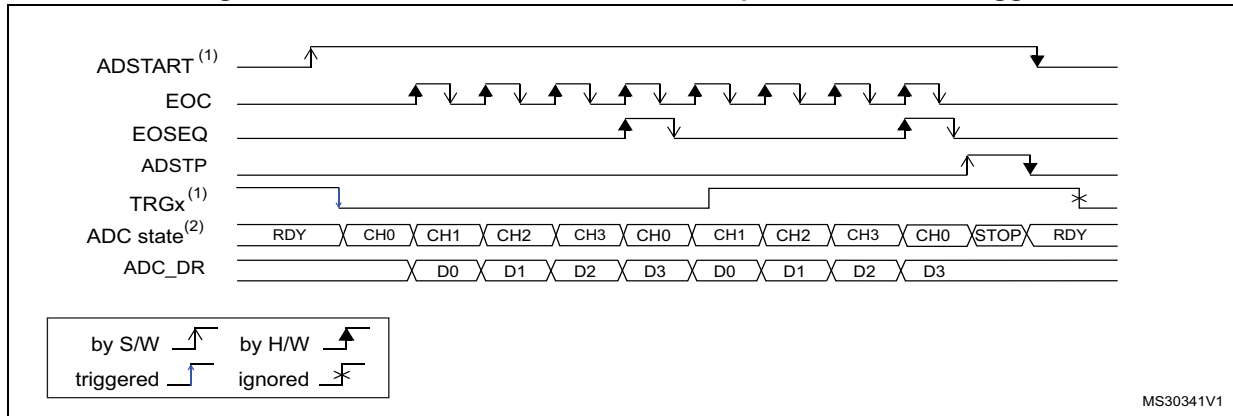 ADSTART (1)
EOC
EOSEQ
ADSTP
TRGx (1)
ADC state (2) RDY CH0 CH1 CH2 CH3 CH0 CH1 CH2 CH3 CH0 STOP RDY
ADC_DR D0 D1 D2 D3 D0 D1 D2 D3
by S/W by H/W
triggered ignored
MS30341V1